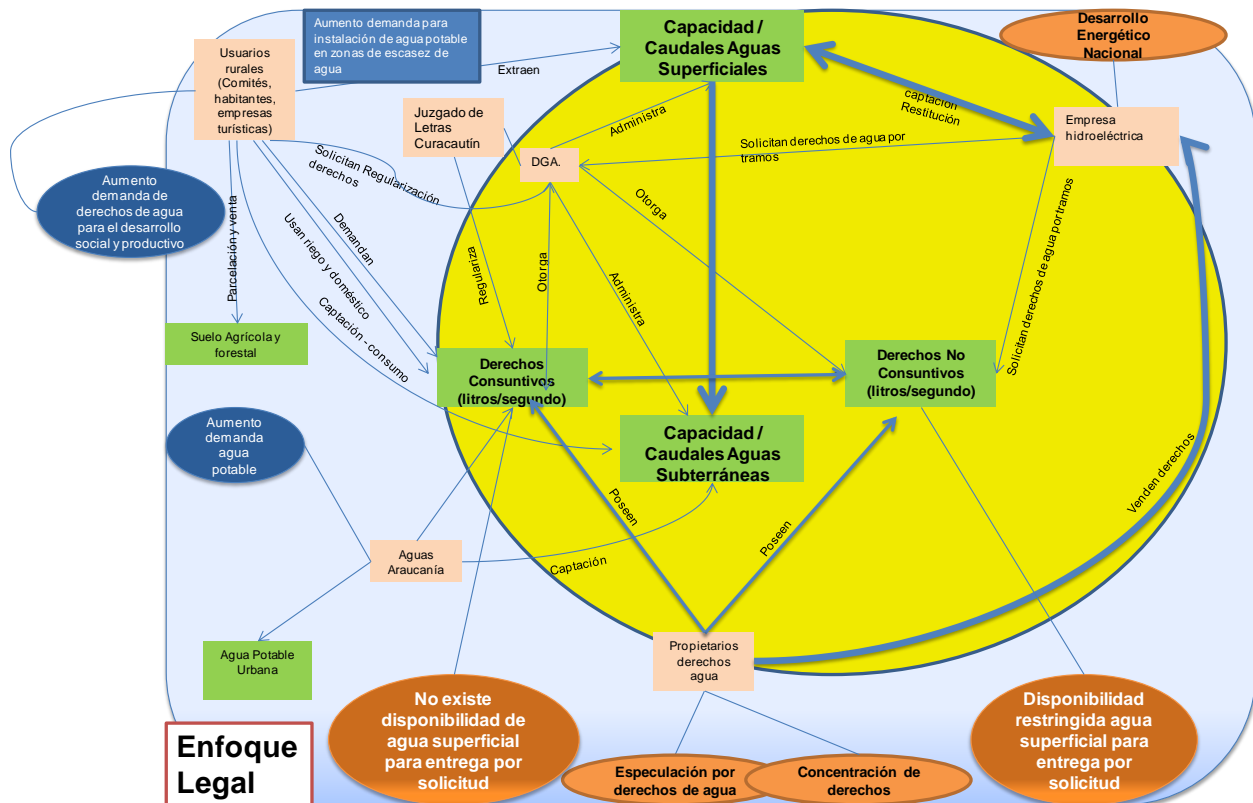 Aumento demanda para
instalación de agua potable
en zonas de escasez de
agua
Capacidad /
Caudales Aguas
Superficiales
Desarrollo
Energético
Nacional
Usuarios
rurales
(Comités,
habitantes,
empresas
turísticas)
Extraen
Juzgado de
Letras
Curacautín
Administra
captación
Restitución
Empresa
hidroeléctrica
Solicitan derechos de agua por
tramos
DGA.
Solicitan Regularización
derechos
Otorga
Aumento
demanda de
derechos de agua
para el desarrollo
social y productivo
Parcelación y venta
Demandan
Usan riego y doméstico
Captación - consumo
Regulariza
Otorga
Administra
Solicitan derechos de agua por tramos
Suelo Agrícola y
forestal
Derechos
Consuntivos
(litros/segundo)
Derechos No
Consuntivos
(litros/segundo)
Aumento
demanda
agua
potable
Capacidad /
Caudales Aguas
Subterráneas
Poseen
Poseen
Venden derechos
Aguas
Araucanía
Captación
Agua Potable
Urbana
Propietarios
derechos
agua
No existe
disponibilidad de
agua superficial
para entrega por
solicitud
Disponibilidad
restringida agua
superficial para
entrega por
solicitud
Enfoque
Legal
Especulación por
derechos de agua
Concentración de
derechos